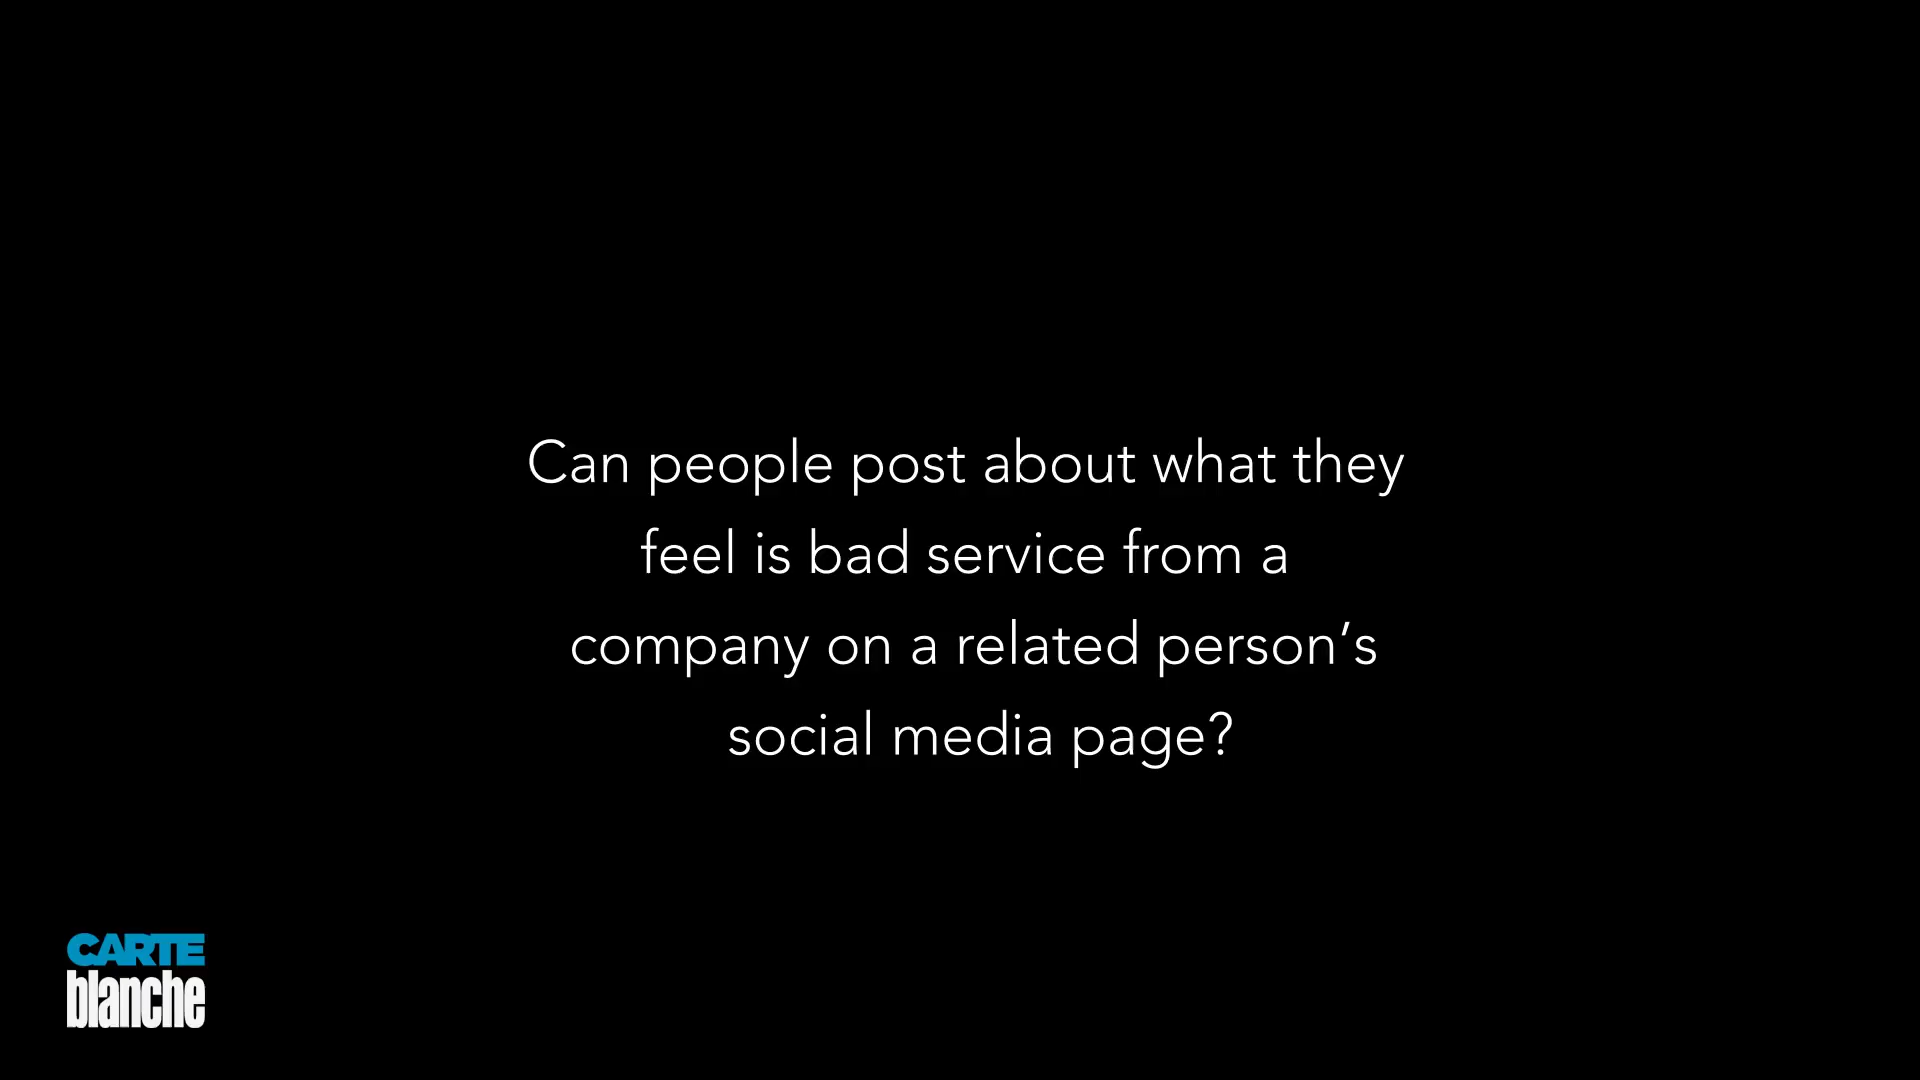 Can people post about what they
feel is bad service from a
company on a related person’s
social media page?
CARTE
blanche